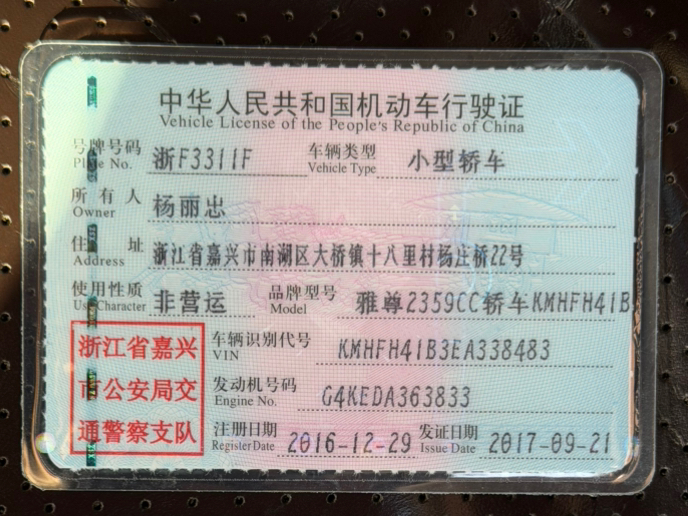 中华人民共和国机动车行驶证
Vehicle License of the People's Republic of China
号牌号码 浙F3311F 车辆类型 小型轿车
Plate No. Vehicle Type
所有人 杨丽忠
Owner
住址 浙江省嘉兴市南湖区大桥镇十八里村杨庄桥22号
Address
使用性质 非营运 品牌型号 雅尊2359CC轿车KMHFH41B
Use Character Model
浙江省嘉兴
市公安局交
通警察支队
车辆识别代号 KMHFH41B3EA338483
VIN
发动机号码 G4KEDA363833
Engine No.
注册日期 2016-12-29 发证日期 2017-09-21
Register Date Issue Date